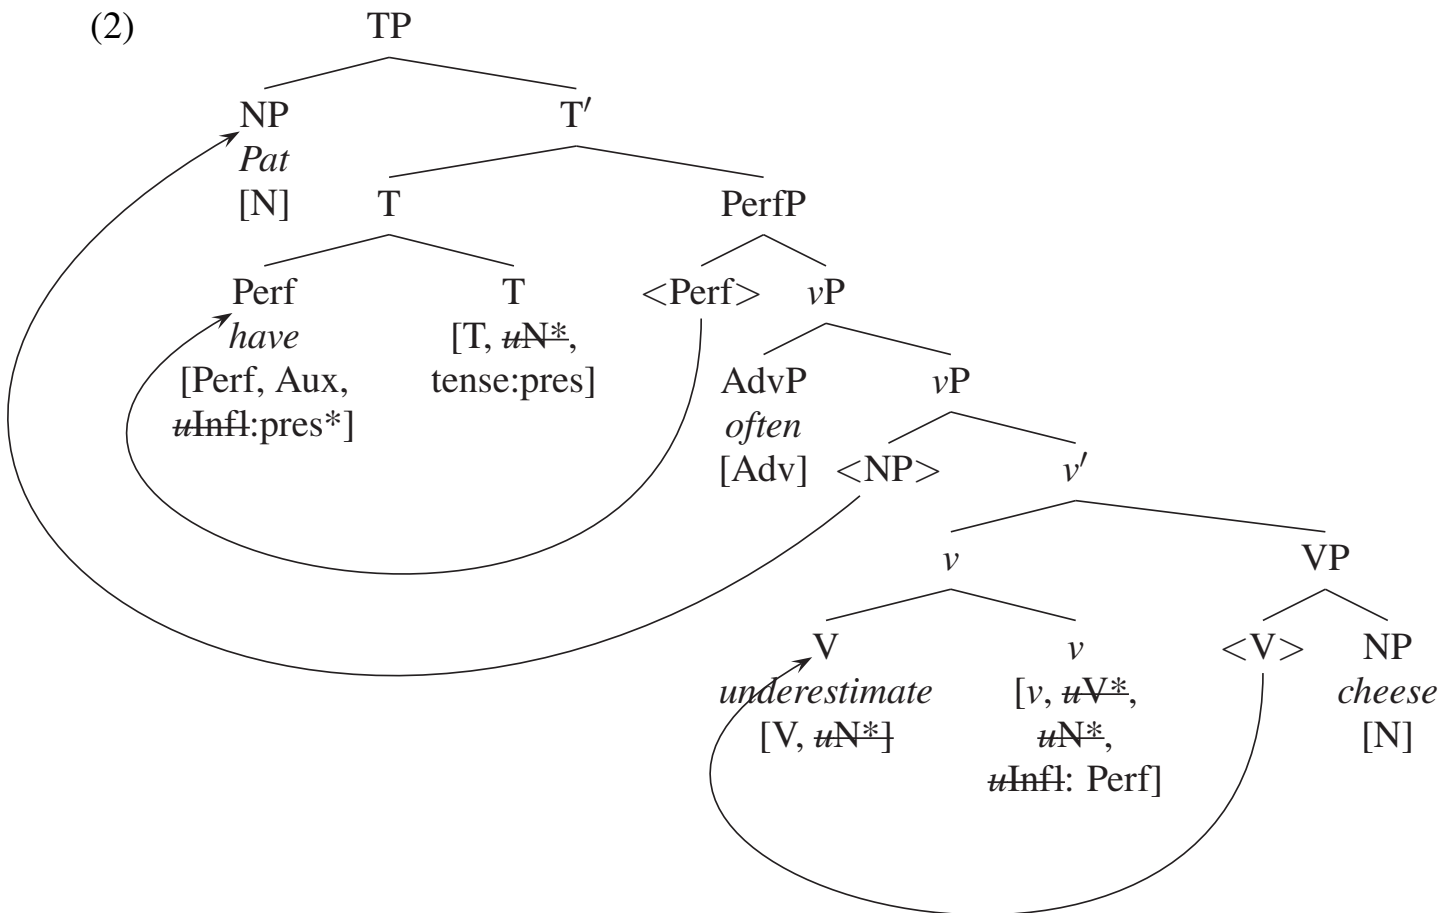 (2) TP
NP T′
Pat
[N] T PerfP
Perf T <Perf> vP
have [T, uN*,
[Perf, Aux, tense:pres] AdvP vP
uInfl:pres*] often
[Adv] <NP> v′
v VP
V v <V> NP
underestimate [v, uV*, cheese
[V, uN*] uN*, [N]
uInfl: Perf]